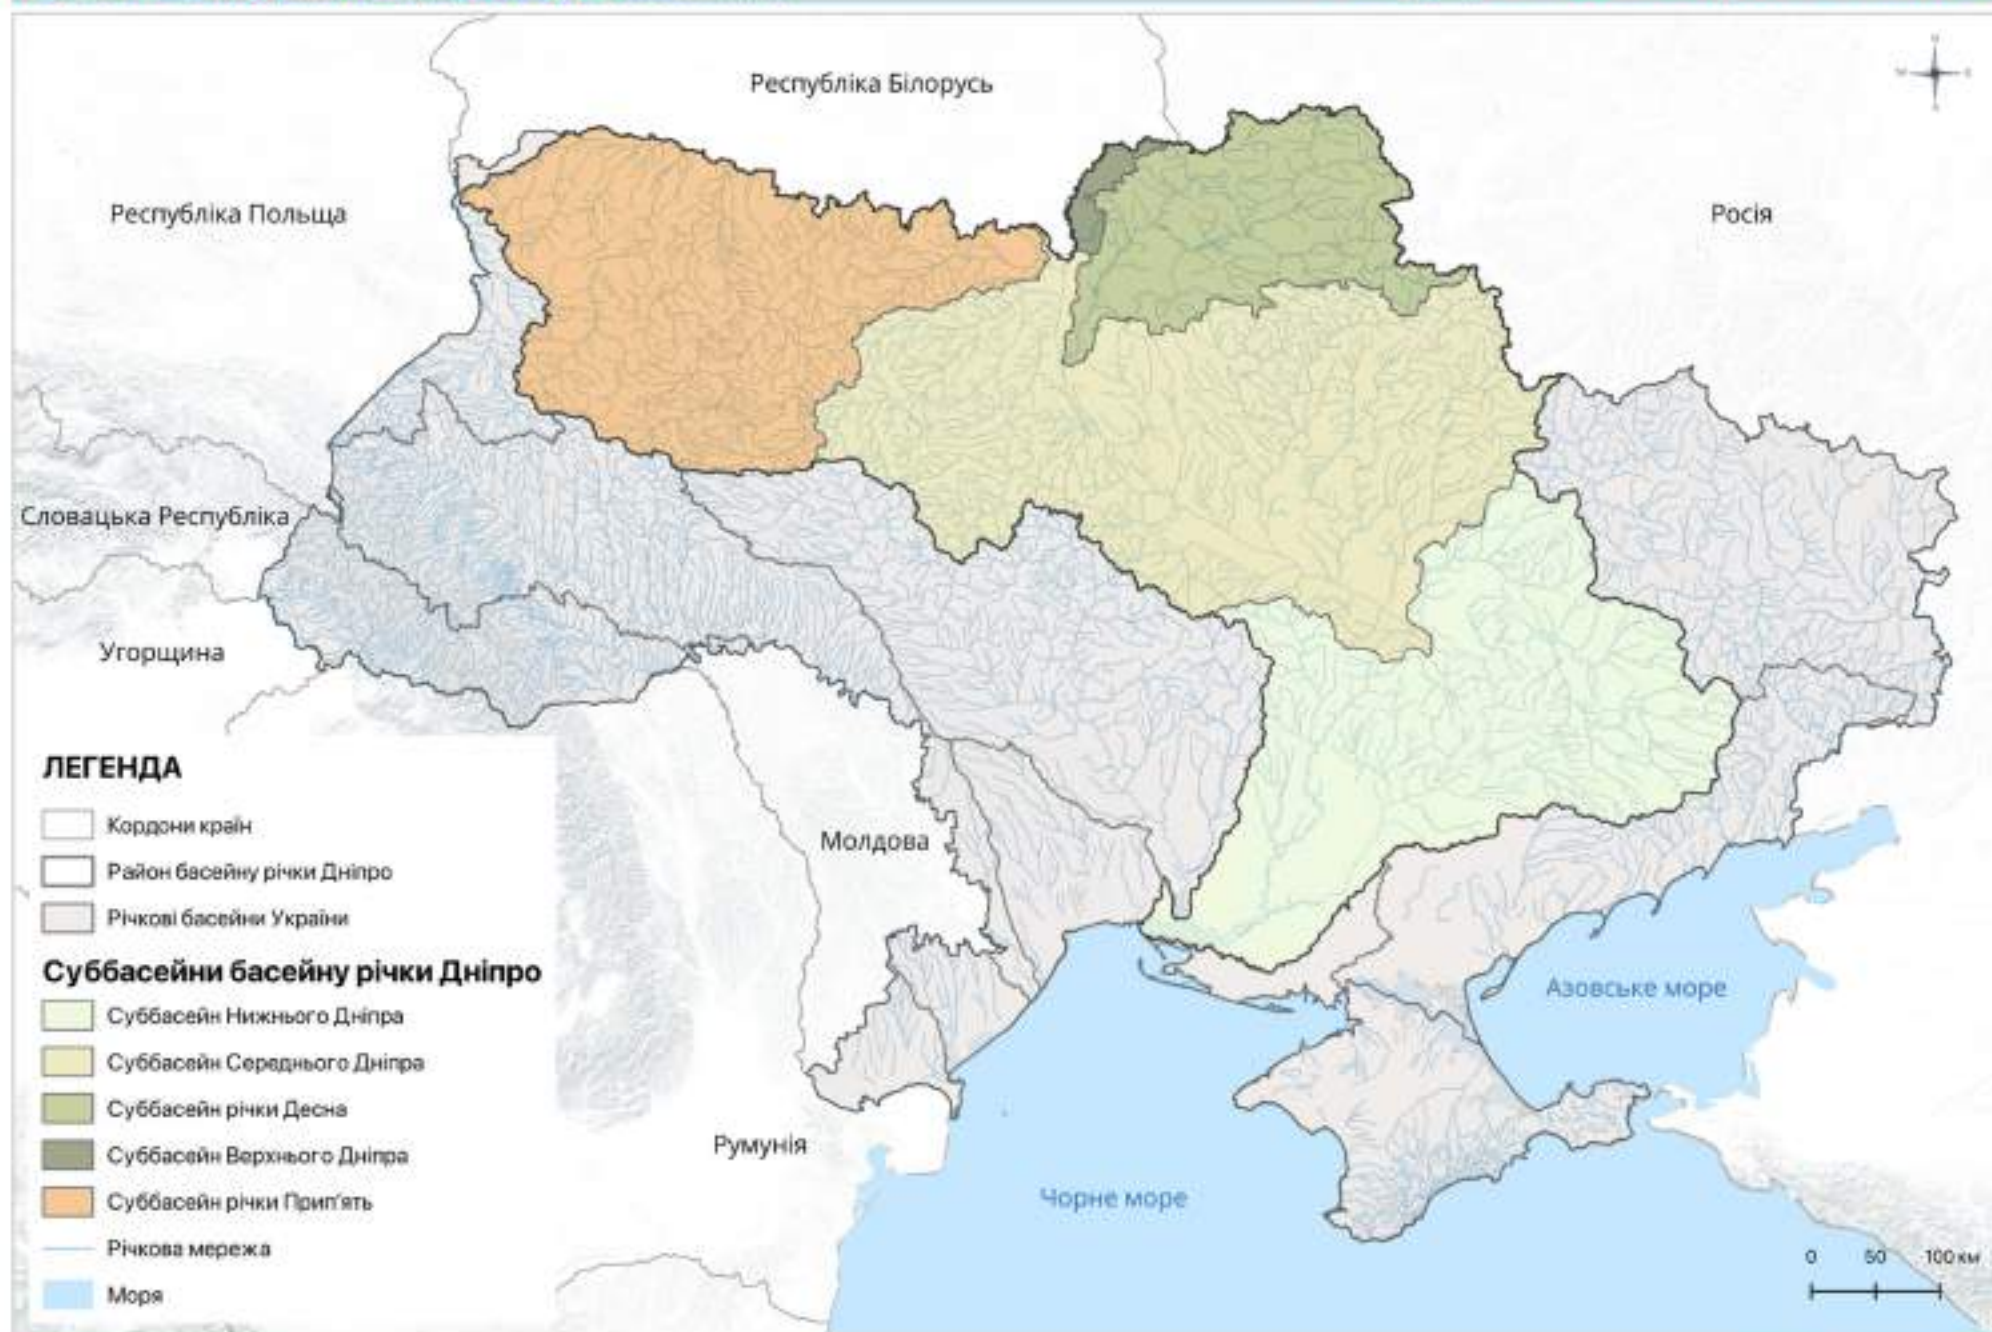 Республіка Білорусь
Республіка Польща
Росія
Словацька Республіка
Угорщина
Молдова
Румунія
Азовське море
Чорне море
ЛЕГЕНДА
Кордони країн
Район басейну річки Дніпро
Річкові басейни України
Суббасейни басейну річки Дніпро
Суббасейн Нижнього Дніпра
Суббасейн Середнього Дніпра
Суббасейн річки Десна
Суббасейн Верхнього Дніпра
Суббасейн річки Прип'ять
Річкова мережа
Моря
0 50 100 км